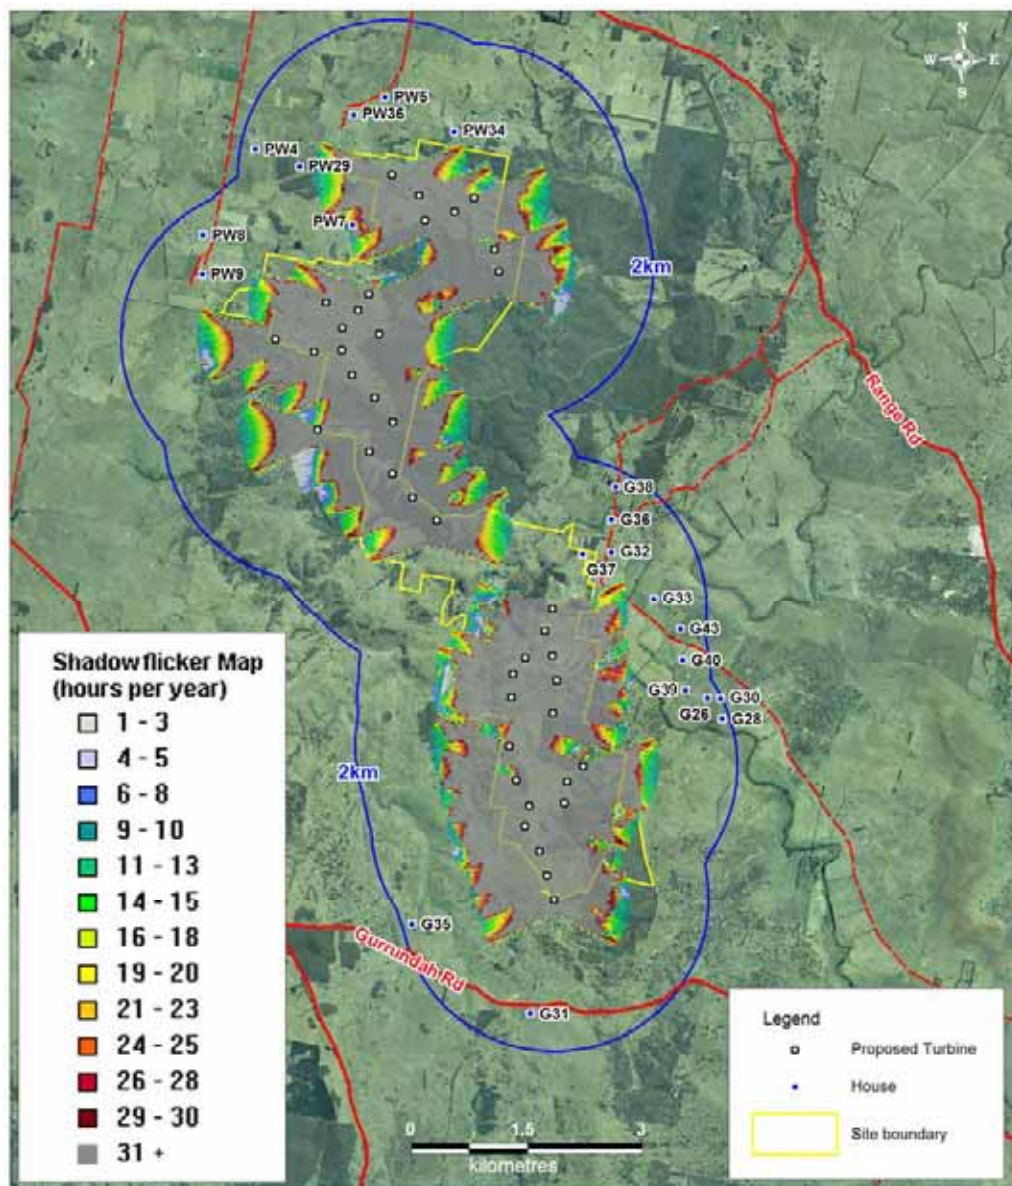 N
W E
S
PW5
PW36
PW34
PW4
PW29
PW7
PW8
2km
PW9
Range Rd
G38
G36
G32
G37
G33
G43
G40
G39
G30
G26
G28
2km
G35
Gurrundah Rd
G31
Shadowflicker Map
(hours per year)
1 - 3
4 - 5
6 - 8
9 - 10
11 - 13
14 - 15
16 - 18
19 - 20
21 - 23
24 - 25
26 - 28
29 - 30
31 +
Legend
Proposed Turbine
House
Site boundary
0 1.5 3
kilometres